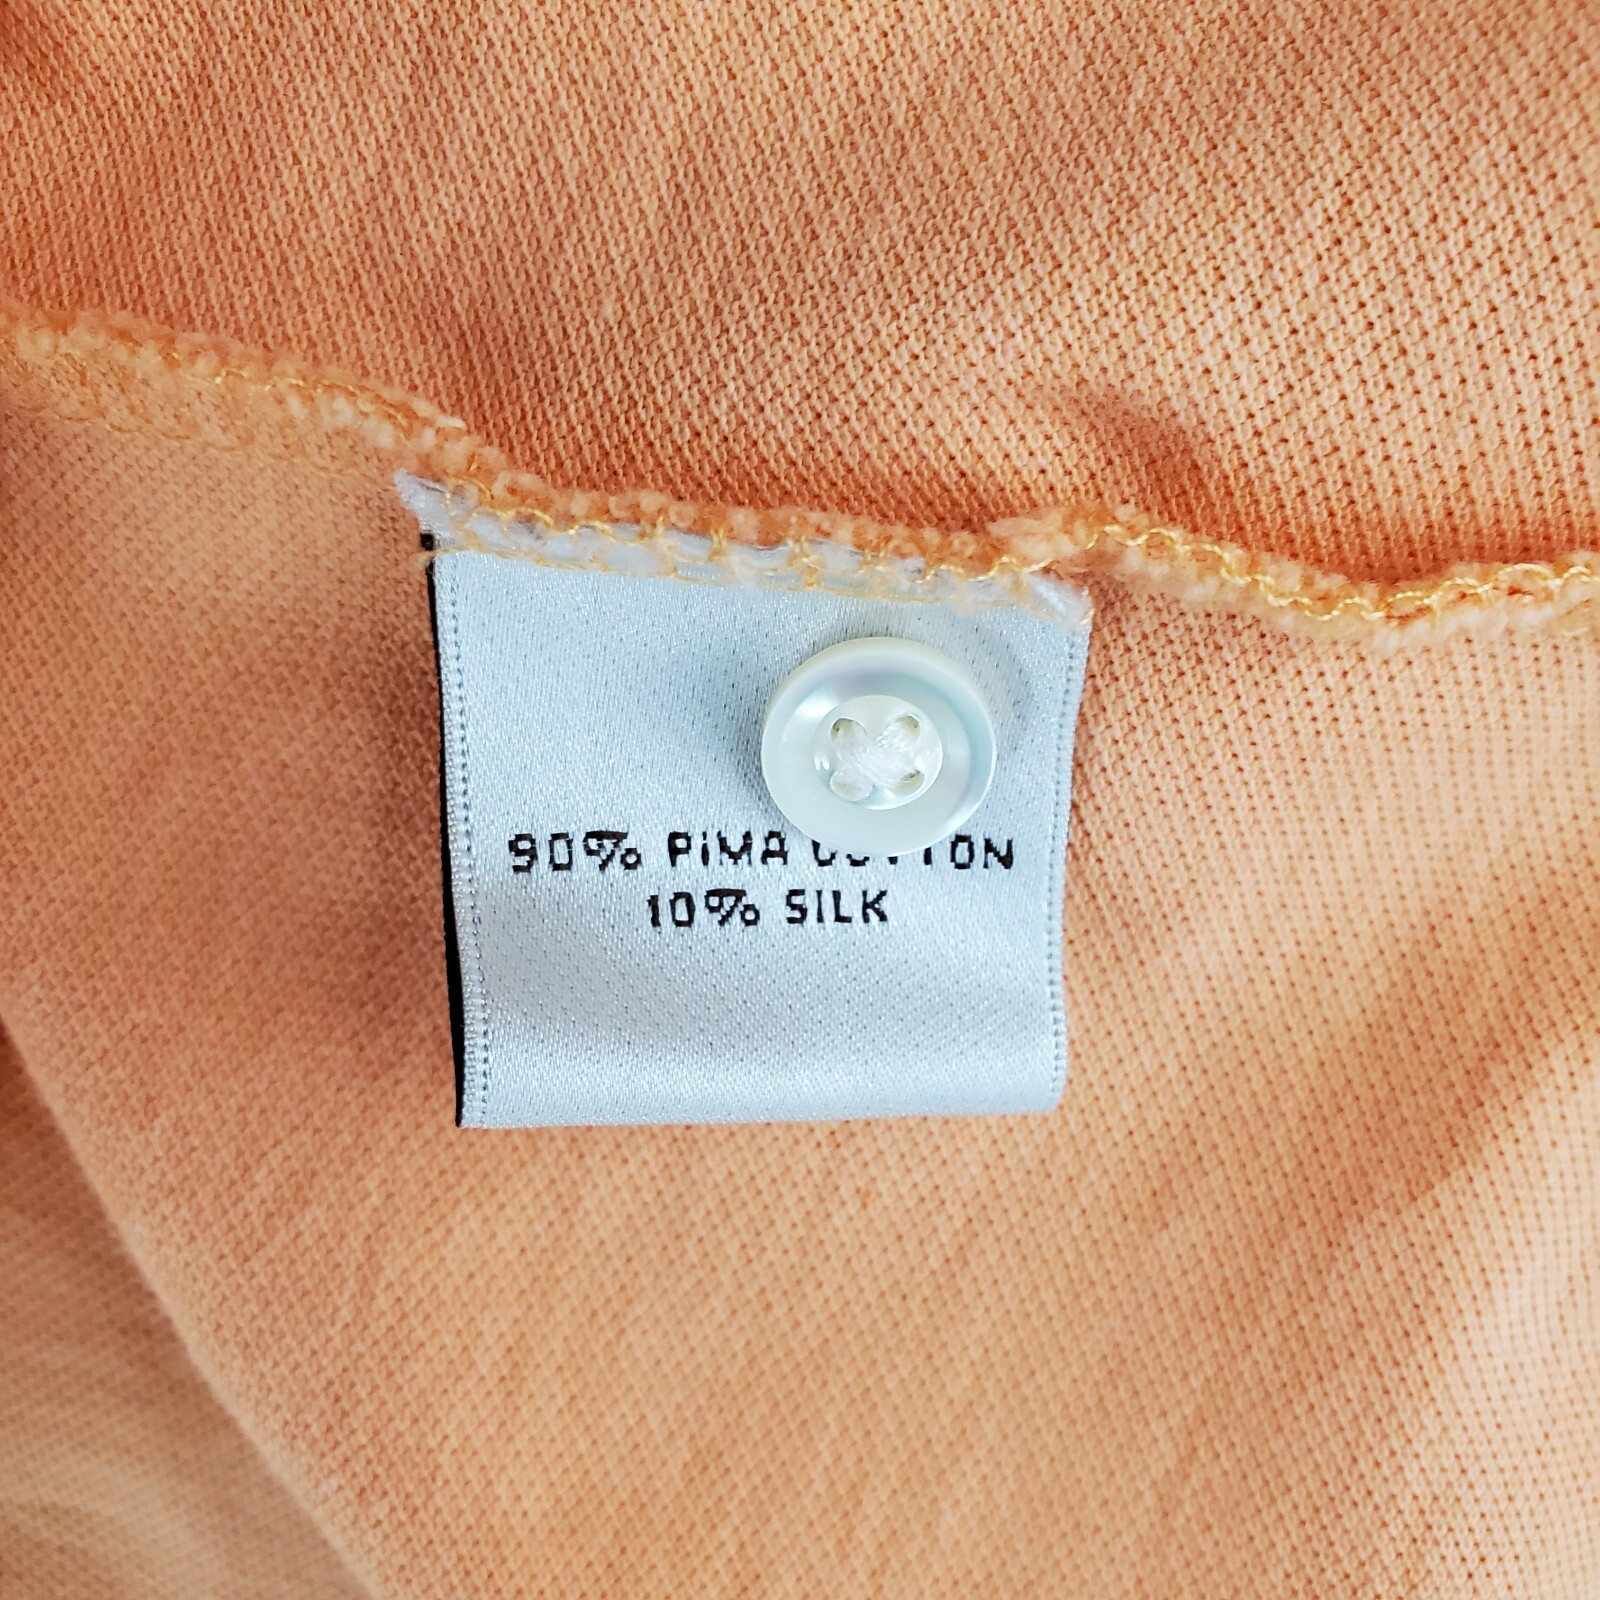 90% PiMA COTTON
10% SILK